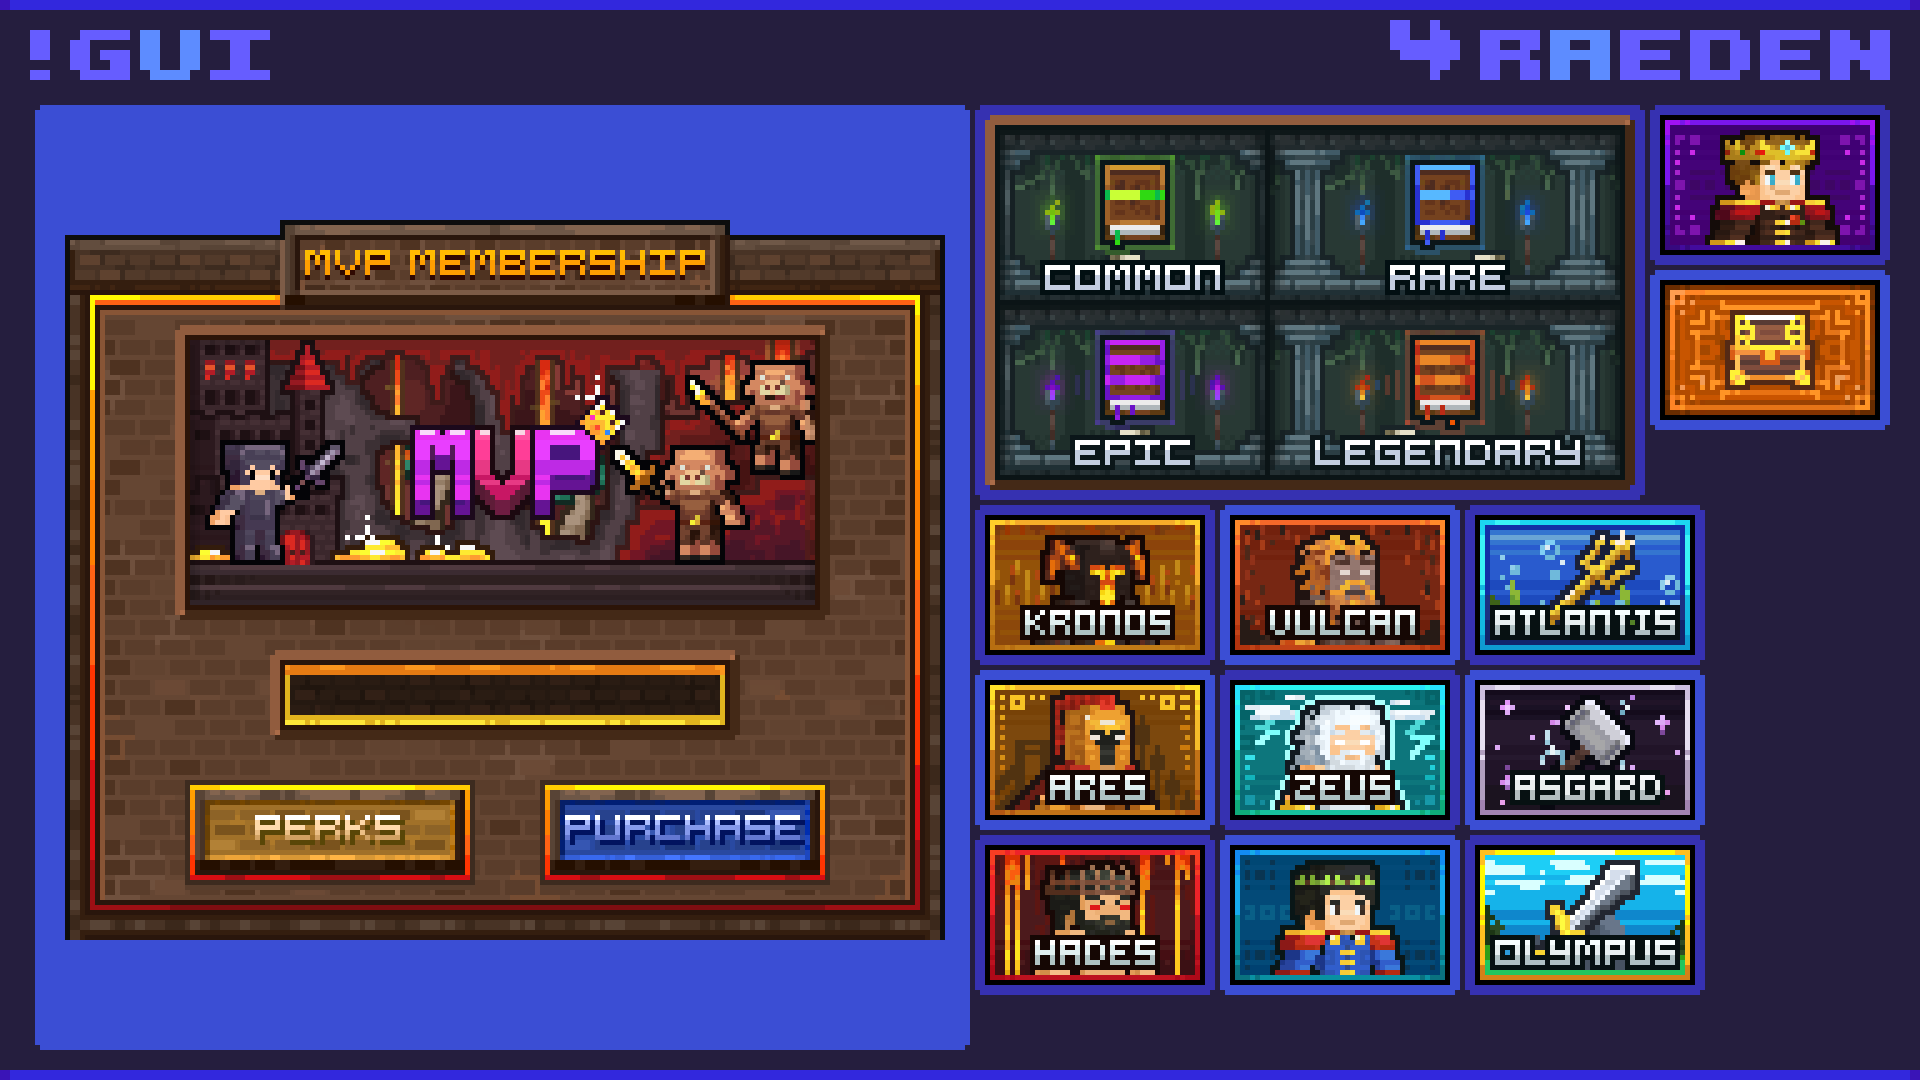 !GUI
4 RAEDEN
MVP MEMBERSHIP
MVP
PERKS
PURCHASE
COMMON
RARE
EPIC
LEGENDARY
KRONOS
VULCAN
ATLANTIS
ARES
ZEUS
ASGARD
HADES
OLYMPUS